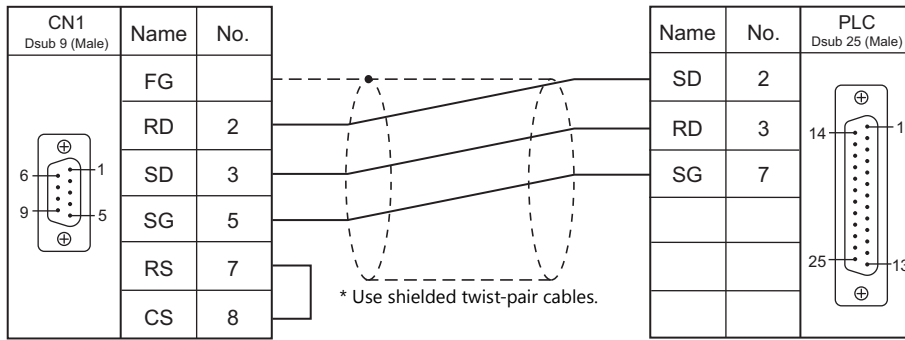 CN1
Dsub 9 (Male)
Name No.
FG
RD 2
SD 3
SG 5
RS 7
CS 8
6 1
9 5
* Use shielded twist-pair cables.
Name No.
PLC
Dsub 25 (Male)
SD 2
RD 3
SG 7
14 1
25 13